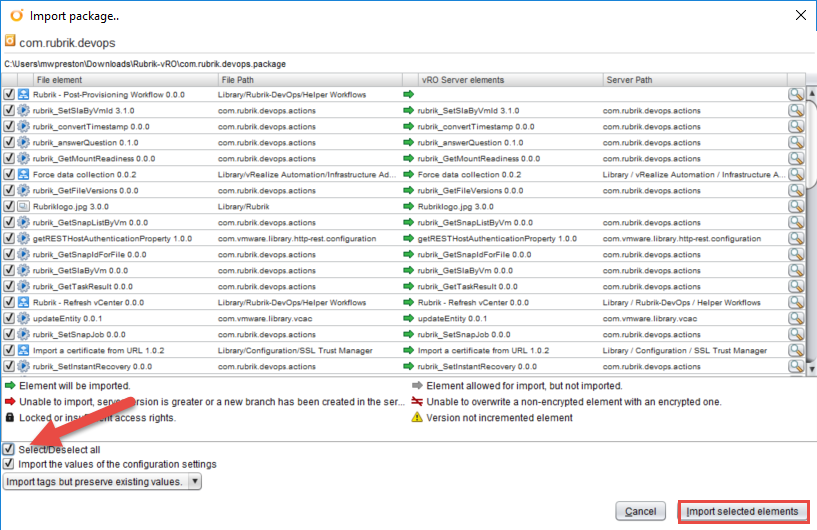 Import package..
com.rubrik.devops
C:\Users\mwpreston\Downloads\Rubrik-vRO\com.rubrik.devops.package
File element File Path vRO Server elements Server Path
Rubrik - Post-Provisioning Workflow 0.0.0 Library/Rubrik-DevOps/Helper Workflows
rubrik_SetSlaByVmId 3.1.0 com.rubrik.devops.actions rubrik_SetSlaByVmId 3.1.0 com.rubrik.devops.actions
rubrik_convertTimestamp 0.0.0 com.rubrik.devops.actions rubrik_convertTimestamp 0.0.0 com.rubrik.devops.actions
rubrik_answerQuestion 0.1.0 com.rubrik.devops.actions rubrik_answerQuestion 0.1.0 com.rubrik.devops.actions
rubrik_GetMountReadiness 0.0.0 com.rubrik.devops.actions rubrik_GetMountReadiness 0.0.0 com.rubrik.devops.actions
Force data collection 0.0.2 Library/vRealize Automation/Infrastructure Ad... Force data collection 0.0.2 Library / vRealize Automation / Infrastructure A...
rubrik_GetFileVersions 0.0.0 com.rubrik.devops.actions rubrik_GetFileVersions 0.0.0 com.rubrik.devops.actions
Rubriklogo.jpg 3.0.0 Library/Rubrik Rubriklogo.jpg 3.0.0 Library / Rubrik
rubrik_GetSnapListByVm 0.0.0 com.rubrik.devops.actions rubrik_GetSnapListByVm 0.0.0 com.rubrik.devops.actions
getRESTHostAuthenticationProperty 1.0.0 com.vmware.library.http-rest.configuration getRESTHostAuthenticationProperty 1.0.0 com.vmware.library.http-rest.configuration
rubrik_GetSnapIdForFile 0.0.0 com.rubrik.devops.actions rubrik_GetSnapIdForFile 0.0.0 com.rubrik.devops.actions
rubrik_GetSlaByVm 0.0.0 com.rubrik.devops.actions rubrik_GetSlaByVm 0.0.0 com.rubrik.devops.actions
rubrik_GetTaskResult 0.0.0 com.rubrik.devops.actions rubrik_GetTaskResult 0.0.0 com.rubrik.devops.actions
Rubrik - Refresh vCenter 0.0.0 Library/Rubrik-DevOps/Helper Workflows Rubrik - Refresh vCenter 0.0.0 Library / Rubrik-DevOps / Helper Workflows
updateEntity 0.0.1 com.vmware.library.vcac updateEntity 0.0.1 com.vmware.library.vcac
rubrik_SetSnapJob 0.0.0 com.rubrik.devops.actions rubrik_SetSnapJob 0.0.0 com.rubrik.devops.actions
Import a certificate from URL 1.0.2 Library/Configuration/SSL Trust Manager Import a certificate from URL 1.0.2 Library / Configuration / SSL Trust Manager
rubrik_SetInstantRecovery 0.0.0 com.rubrik.devops.actions rubrik_SetInstantRecovery 0.0.0 com.rubrik.devops.actions
Element will be imported. Element allowed for import, but not imported.
Unable to import, server version is greater or a new branch has been created in the ser... Unable to overwrite a non-encrypted element with an encrypted one.
Locked or insufficient access rights. Version not incremented element
Select/Deselect all
Import the values of the configuration settings
Import tags but preserve existing values.
Cancel Import selected elements